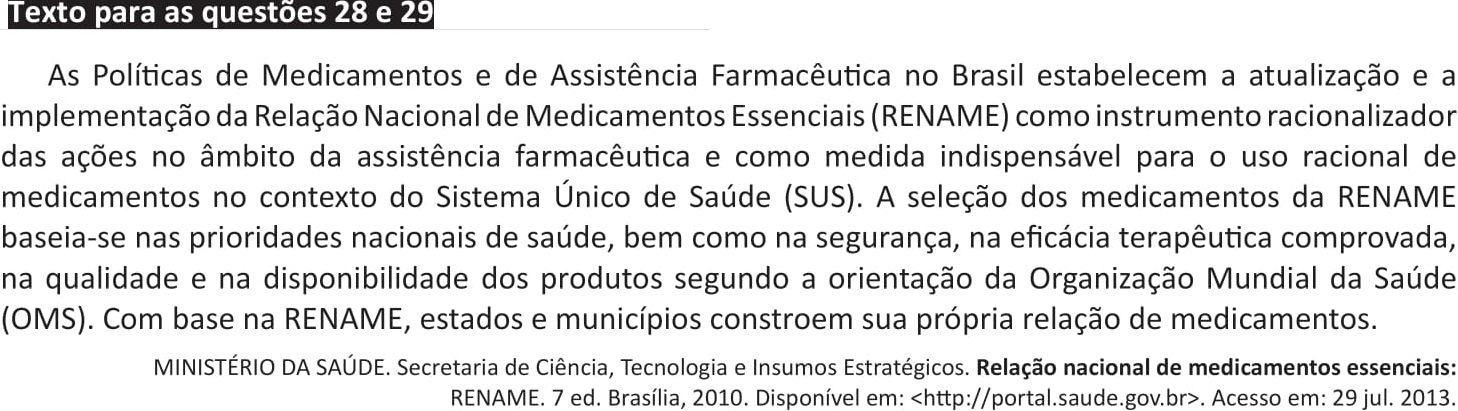 Texto para as questões 28 e 29
As Políticas de Medicamentos e de Assistência Farmacêutica no Brasil estabelecem a atualização e a
implementação da Relação Nacional de Medicamentos Essenciais (RENAME) como instrumento racionalizador
das ações no âmbito da assistência farmacêutica e como medida indispensável para o uso racional de
medicamentos no contexto do Sistema Único de Saúde (SUS). A seleção dos medicamentos da RENAME
baseia-se nas prioridades nacionais de saúde, bem como na segurança, na eficácia terapêutica comprovada,
na qualidade e na disponibilidade dos produtos segundo a orientação da Organização Mundial da Saúde
(OMS). Com base na RENAME, estados e municípios constroem sua própria relação de medicamentos.
MINISTÉRIO DA SAÚDE. Secretaria de Ciência, Tecnologia e Insumos Estratégicos. Relação nacional de medicamentos essenciais:
RENAME. 7 ed. Brasília, 2010. Disponível em: <http://portal.saude.gov.br>. Acesso em: 29 jul. 2013.